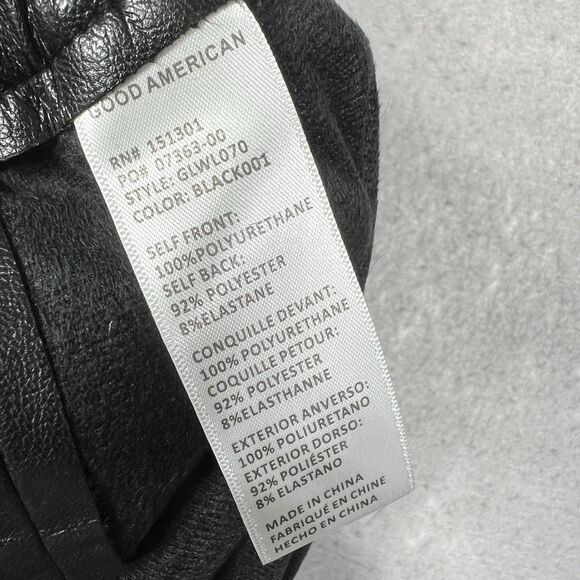 GOOD AMERICAN
RN# 151301
PO# 07363-00
STYLE: GLWL070
COLOR: BLACK001
SELF FRONT:
100%POLYURETHANE
SELF BACK:
92% POLYESTER
8%ELASTANE
CONQUILLE DEVANT:
100% POLYURETHANE
COQUILLE PETOUR:
92% POLYESTER
8%ELASTHANNE
EXTERIOR ANVERSO:
100% POLIURETANO
EXTERIOR DORSO:
92% POLIÉSTER
8% ELASTANO
MADE IN CHINA
FABRIQUÉ EN CHINE
HECHO EN CHINA